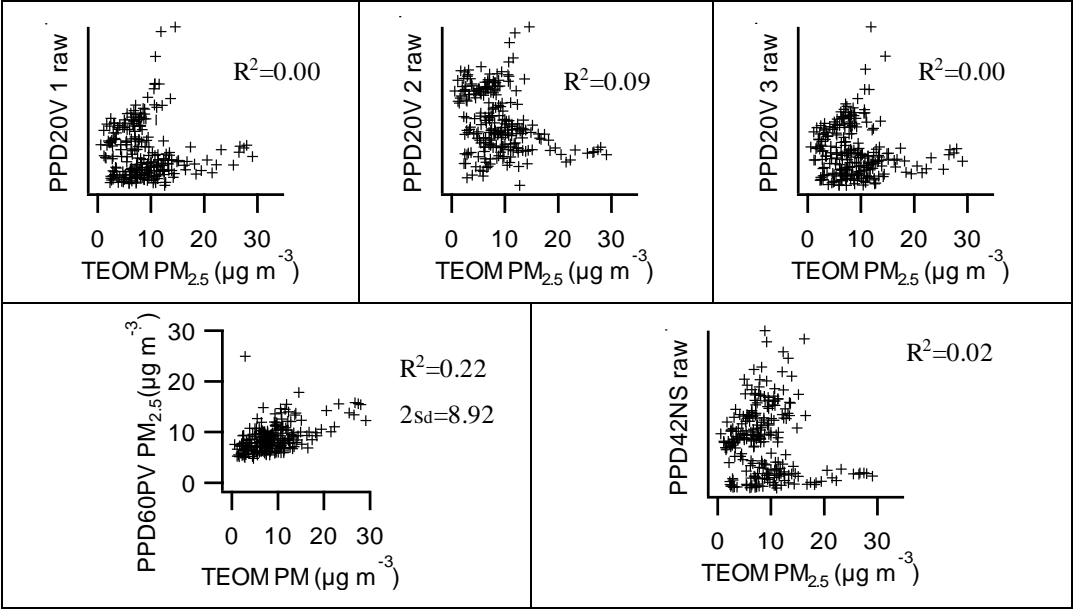 PPD20V 1 raw
R²=0.00
0 10 20 30
TEOM PM₂.₅ (µg m⁻³)
PPD20V 2 raw
R²=0.09
0 10 20 30
TEOM PM₂.₅ (µg m⁻³)
PPD20V 3 raw
R²=0.00
0 10 20 30
TEOM PM₂.₅ (µg m⁻³)
PPD60PV PM₂.₅(µg m⁻³)
30
20
10
0
R²=0.22
2sd=8.92
0 10 20 30
TEOM PM (µg m⁻³)
PPD42NS raw
R²=0.02
0 10 20 30
TEOM PM₂.₅ (µg m⁻³)